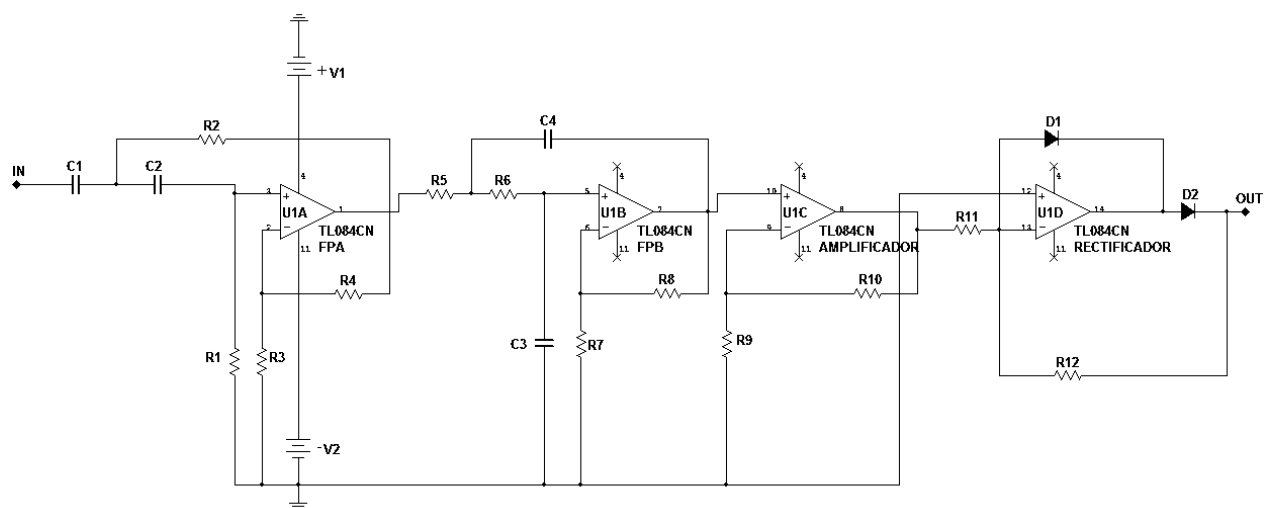 +V1
R2
C4
D1
IN
C1
C2
R5
R6
D2
OUT
3
2
4
11
1
U1A
TL084CN
FPA
5
6
4
11
7
U1B
TL084CN
FPB
10
9
4
11
8
U1C
TL084CN
AMPLIFICADOR
R11
12
13
4
11
14
U1D
TL084CN
RECTIFICADOR
R4
R8
R10
R1
R3
C3
R7
R9
R12
-V2